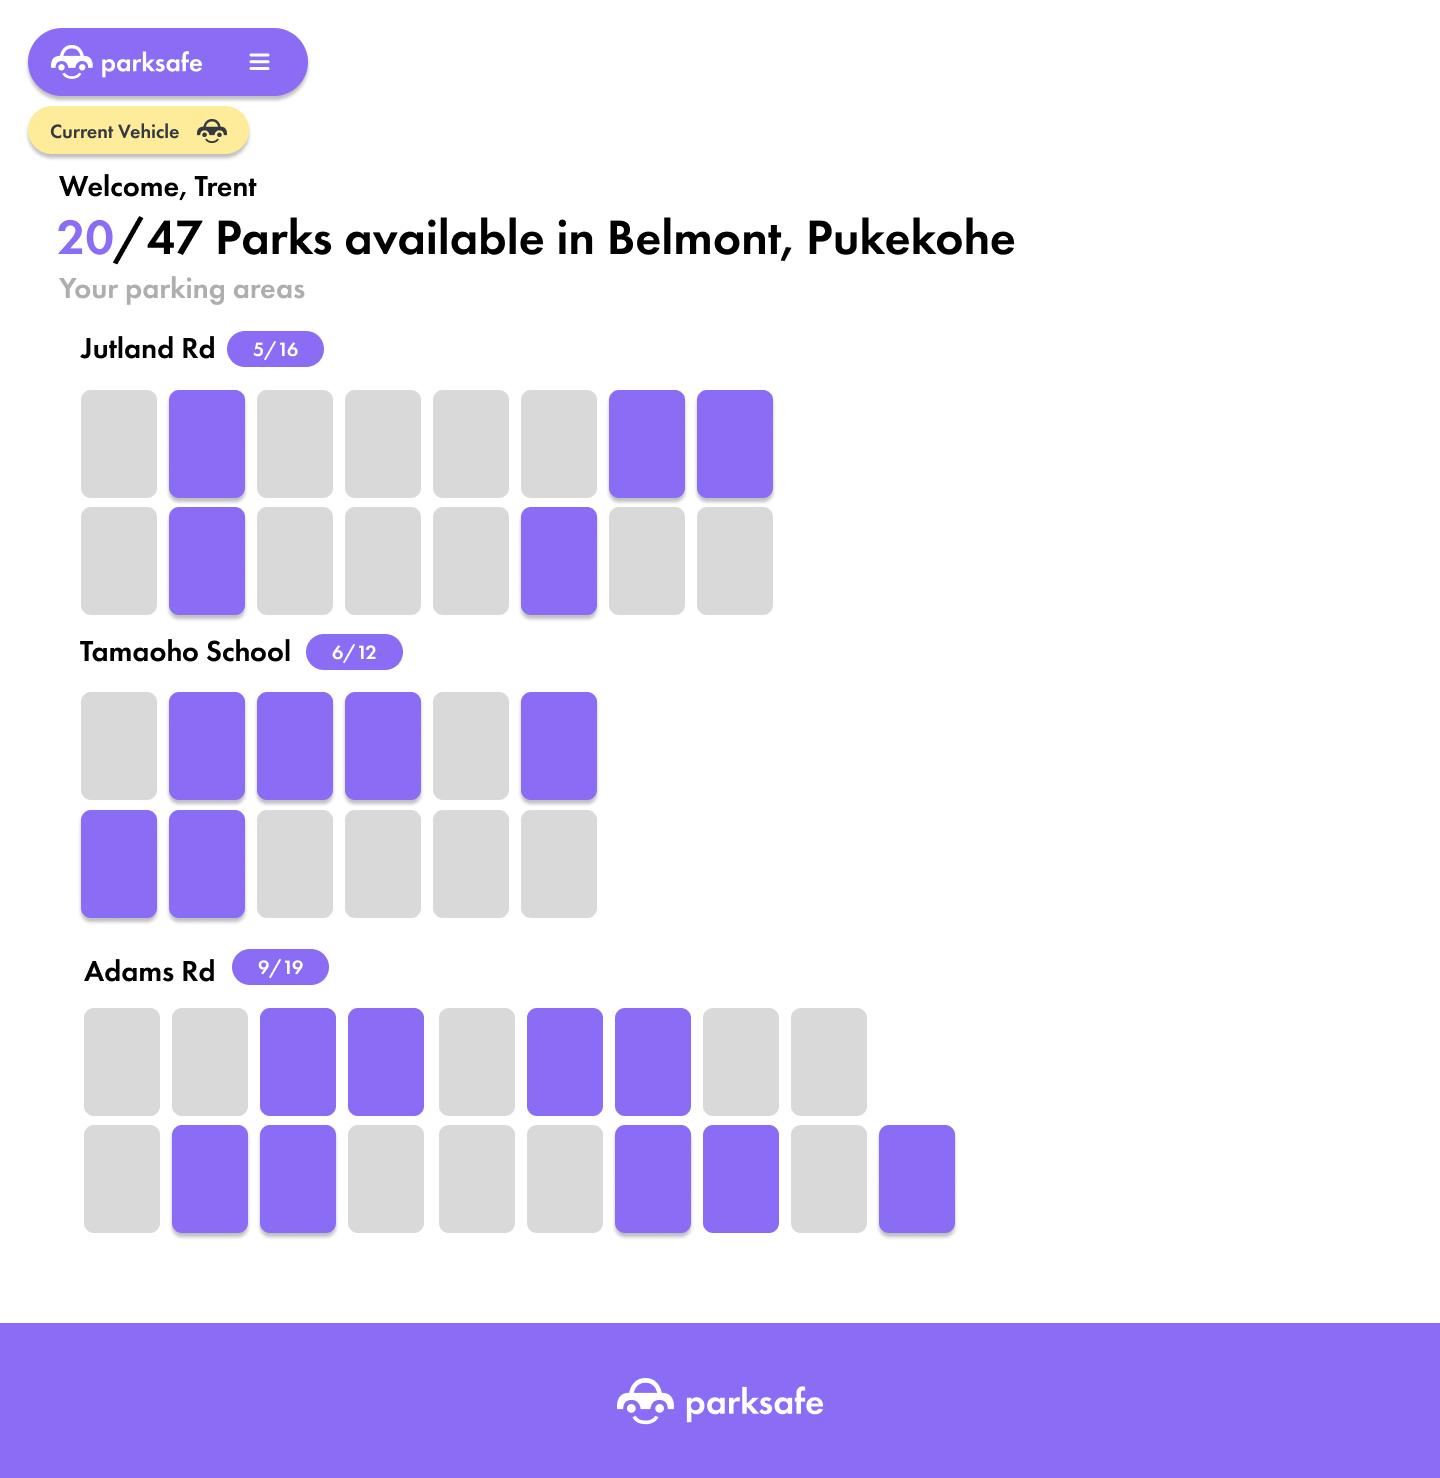 parksafe
Current Vehicle
Welcome, Trent
20/47 Parks available in Belmont, Pukekohe
Your parking areas
Jutland Rd 5/16
Tamaoho School 6/12
Adams Rd 9/19
parksafe